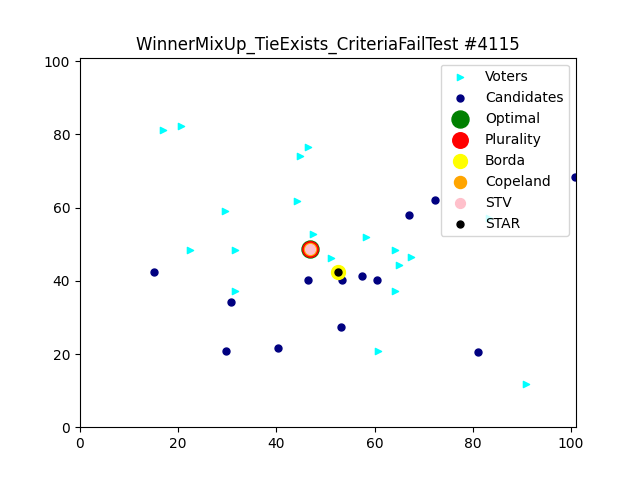 WinnerMixUp_TieExists_CriteriaFailTest #4115
100
80
60
40
20
0
0
20
40
60
80
100
Voters
Candidates
Optimal
Plurality
Borda
Copeland
STV
STAR